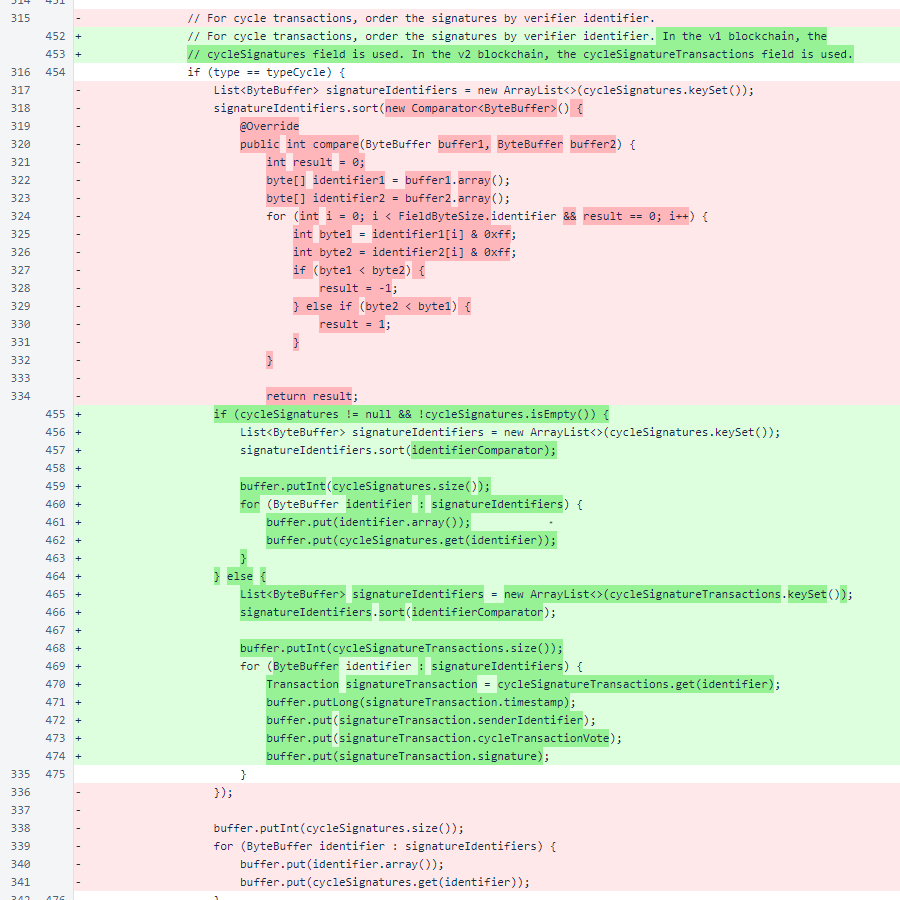 315 - // For cycle transactions, order the signatures by verifier identifier.
452 + // For cycle transactions, order the signatures by verifier identifier. In the v1 blockchain, the
453 + // cycleSignatures field is used. In the v2 blockchain, the cycleSignatureTransactions field is used.
316 454 if (type == typeCycle) {
317 - List<ByteBuffer> signatureIdentifiers = new ArrayList<>(cycleSignatures.keySet());
318 - signatureIdentifiers.sort(new Comparator<ByteBuffer>() {
319 - @Override
320 - public int compare(ByteBuffer buffer1, ByteBuffer buffer2) {
321 - int result = 0;
322 - byte[] identifier1 = buffer1.array();
323 - byte[] identifier2 = buffer2.array();
324 - for (int i = 0; i < FieldByteSize.identifier && result == 0; i++) {
325 - int byte1 = identifier1[i] & 0xff;
326 - int byte2 = identifier2[i] & 0xff;
327 - if (byte1 < byte2) {
328 - result = -1;
329 - } else if (byte2 < byte1) {
330 - result = 1;
331 - }
332 - }
333 -
334 - return result;
455 + if (cycleSignatures != null && !cycleSignatures.isEmpty()) {
456 + List<ByteBuffer> signatureIdentifiers = new ArrayList<>(cycleSignatures.keySet());
457 + signatureIdentifiers.sort(identifierComparator);
458 +
459 + buffer.putInt(cycleSignatures.size());
460 + for (ByteBuffer identifier : signatureIdentifiers) {
461 + buffer.put(identifier.array());
462 + buffer.put(cycleSignatures.get(identifier));
463 + }
464 + } else {
465 + List<ByteBuffer> signatureIdentifiers = new ArrayList<>(cycleSignatureTransactions.keySet());
466 + signatureIdentifiers.sort(identifierComparator);
467 +
468 + buffer.putInt(cycleSignatureTransactions.size());
469 + for (ByteBuffer identifier : signatureIdentifiers) {
470 + Transaction signatureTransaction = cycleSignatureTransactions.get(identifier);
471 + buffer.putLong(signatureTransaction.timestamp);
472 + buffer.put(signatureTransaction.senderIdentifier);
473 + buffer.put(signatureTransaction.cycleTransactionVote);
474 + buffer.put(signatureTransaction.signature);
335 475 }
336 - });
337 -
338 - buffer.putInt(cycleSignatures.size());
339 - for (ByteBuffer identifier : signatureIdentifiers) {
340 - buffer.put(identifier.array());
341 - buffer.put(cycleSignatures.get(identifier));